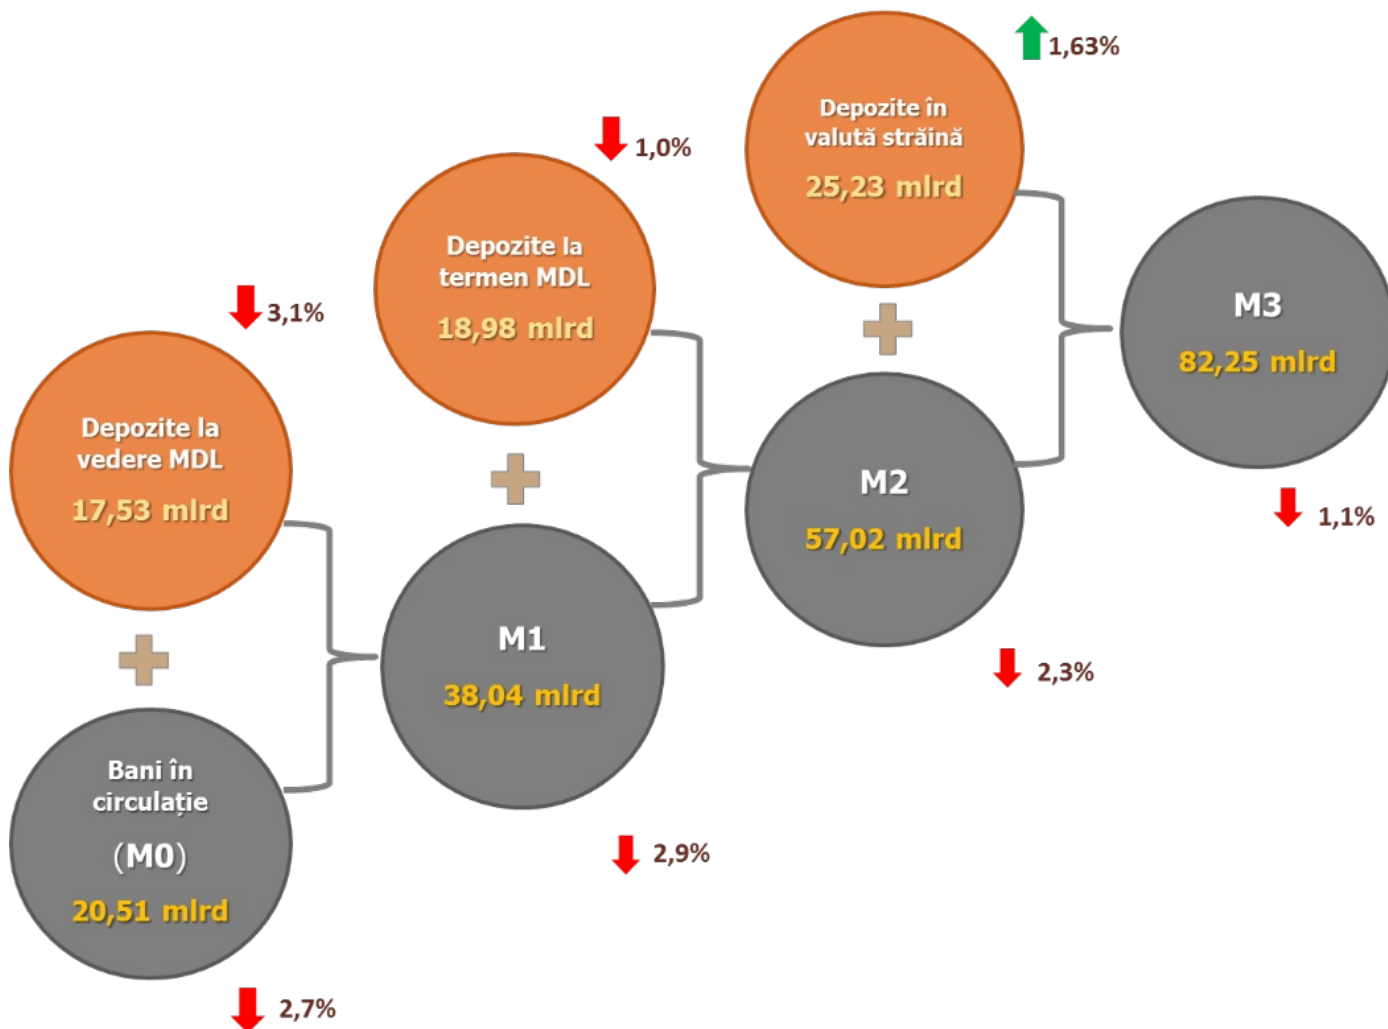 3,1%
Depozite la
vedere MDL
17,53 mlrd
Bani în
circulație
(M0)
20,51 mlrd
2,7%
1,0%
Depozite la
termen MDL
18,98 mlrd
M1
38,04 mlrd
2,9%
1,63%
Depozite în
valută străină
25,23 mlrd
M2
57,02 mlrd
2,3%
M3
82,25 mlrd
1,1%